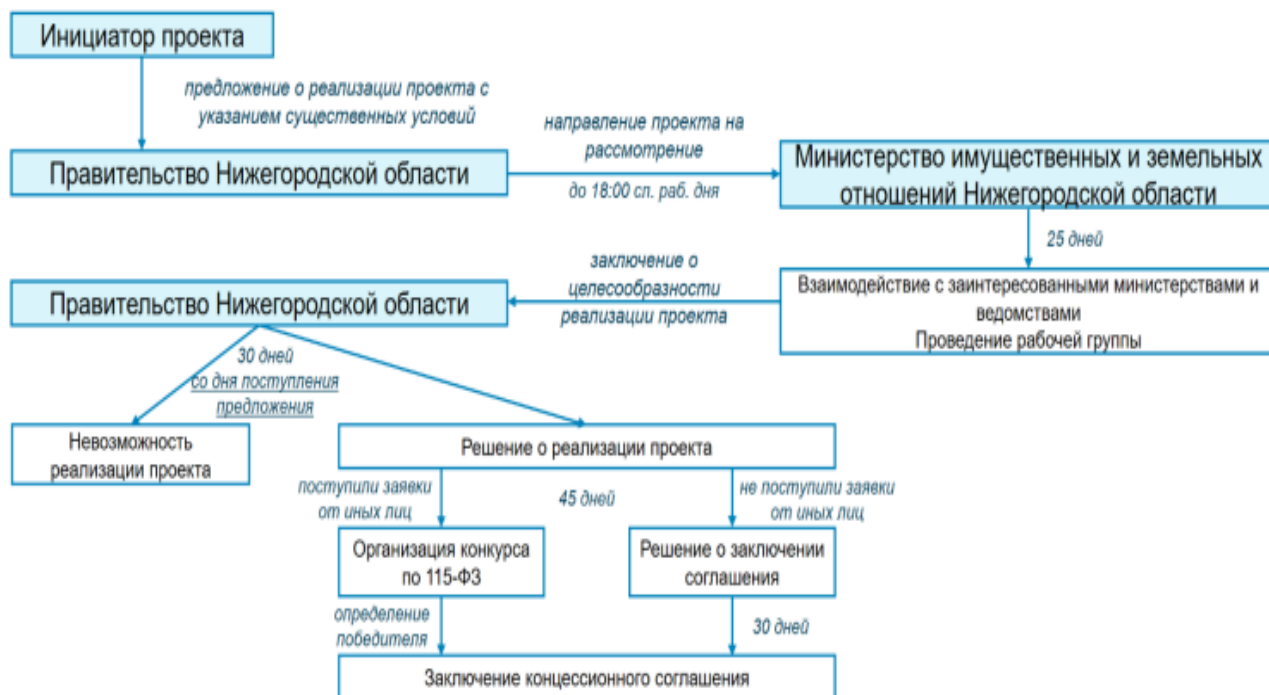 Инициатор проекта
предложение о реализации проекта с
указанием существенных условий
Правительство Нижегородской области
направление проекта на
рассмотрение
до 18:00 сл. раб. дня
Министерство имущественных и земельных
отношений Нижегородской области
25 дней
Взаимодействие с заинтересованными министерствами и
ведомствами
Проведение рабочей группы
заключение о
целесообразности
реализации проекта
Правительство Нижегородской области
30 дней
со дня поступления
предложения
Невозможность
реализации проекта
Решение о реализации проекта
поступили заявки
от иных лиц
45 дней
не поступили заявки
от иных лиц
Организация конкурса
по 115-ФЗ
Решение о заключении
соглашения
определение
победителя
30 дней
Заключение концессионного соглашения